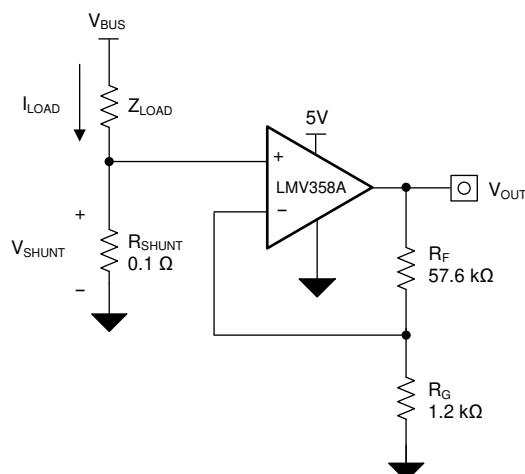 VBUS
ILOAD
ZLOAD
5V
+
LMV358A
−
VOUT
+
VSHUNT
−
RSHUNT
0.1 Ω
RF
57.6 kΩ
RG
1.2 kΩ